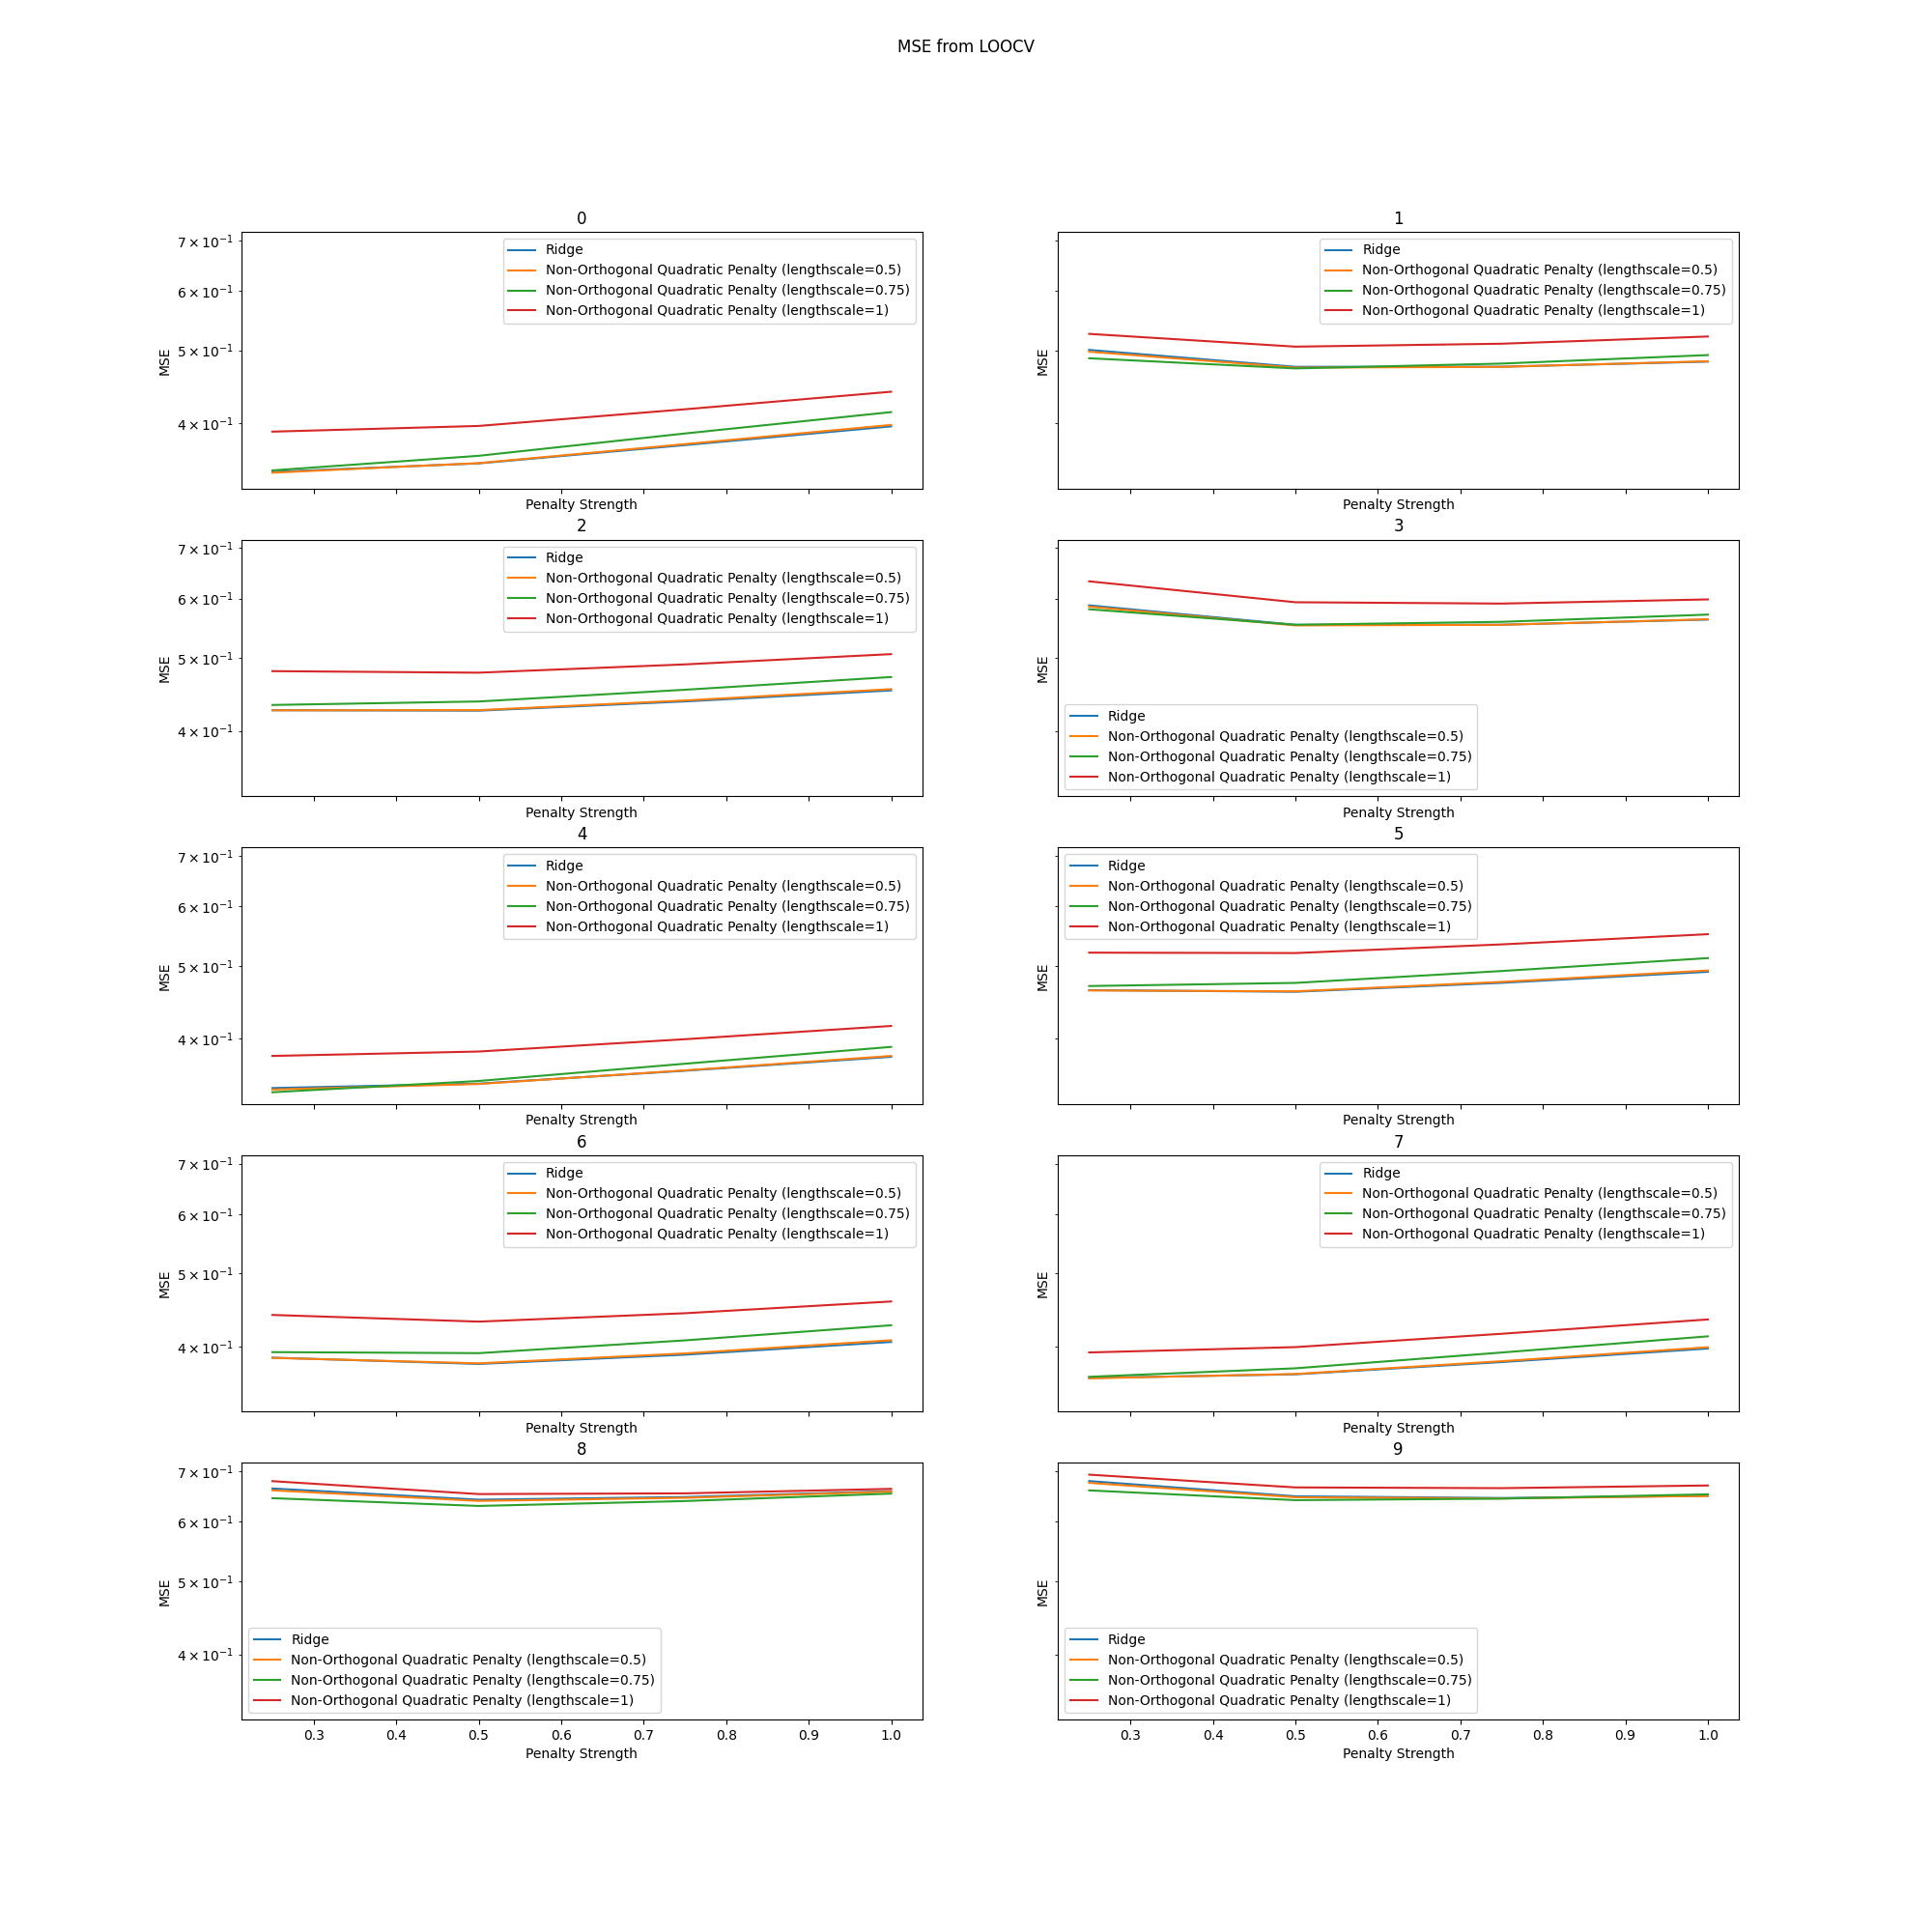 MSE from LOOCV
0
7 × 10⁻¹
6 × 10⁻¹
5 × 10⁻¹
4 × 10⁻¹
MSE
Ridge
Non-Orthogonal Quadratic Penalty (lengthscale=0.5)
Non-Orthogonal Quadratic Penalty (lengthscale=0.75)
Non-Orthogonal Quadratic Penalty (lengthscale=1)
Penalty Strength
1
MSE
Ridge
Non-Orthogonal Quadratic Penalty (lengthscale=0.5)
Non-Orthogonal Quadratic Penalty (lengthscale=0.75)
Non-Orthogonal Quadratic Penalty (lengthscale=1)
Penalty Strength
2
7 × 10⁻¹
6 × 10⁻¹
5 × 10⁻¹
4 × 10⁻¹
MSE
Ridge
Non-Orthogonal Quadratic Penalty (lengthscale=0.5)
Non-Orthogonal Quadratic Penalty (lengthscale=0.75)
Non-Orthogonal Quadratic Penalty (lengthscale=1)
Penalty Strength
3
MSE
Ridge
Non-Orthogonal Quadratic Penalty (lengthscale=0.5)
Non-Orthogonal Quadratic Penalty (lengthscale=0.75)
Non-Orthogonal Quadratic Penalty (lengthscale=1)
Penalty Strength
4
7 × 10⁻¹
6 × 10⁻¹
5 × 10⁻¹
4 × 10⁻¹
MSE
Ridge
Non-Orthogonal Quadratic Penalty (lengthscale=0.5)
Non-Orthogonal Quadratic Penalty (lengthscale=0.75)
Non-Orthogonal Quadratic Penalty (lengthscale=1)
Penalty Strength
5
MSE
Ridge
Non-Orthogonal Quadratic Penalty (lengthscale=0.5)
Non-Orthogonal Quadratic Penalty (lengthscale=0.75)
Non-Orthogonal Quadratic Penalty (lengthscale=1)
Penalty Strength
6
7 × 10⁻¹
6 × 10⁻¹
5 × 10⁻¹
4 × 10⁻¹
MSE
Ridge
Non-Orthogonal Quadratic Penalty (lengthscale=0.5)
Non-Orthogonal Quadratic Penalty (lengthscale=0.75)
Non-Orthogonal Quadratic Penalty (lengthscale=1)
Penalty Strength
7
MSE
Ridge
Non-Orthogonal Quadratic Penalty (lengthscale=0.5)
Non-Orthogonal Quadratic Penalty (lengthscale=0.75)
Non-Orthogonal Quadratic Penalty (lengthscale=1)
Penalty Strength
8
7 × 10⁻¹
6 × 10⁻¹
5 × 10⁻¹
4 × 10⁻¹
MSE
Ridge
Non-Orthogonal Quadratic Penalty (lengthscale=0.5)
Non-Orthogonal Quadratic Penalty (lengthscale=0.75)
Non-Orthogonal Quadratic Penalty (lengthscale=1)
0.3 0.4 0.5 0.6 0.7 0.8 0.9 1.0
Penalty Strength
9
MSE
Ridge
Non-Orthogonal Quadratic Penalty (lengthscale=0.5)
Non-Orthogonal Quadratic Penalty (lengthscale=0.75)
Non-Orthogonal Quadratic Penalty (lengthscale=1)
0.3 0.4 0.5 0.6 0.7 0.8 0.9 1.0
Penalty Strength